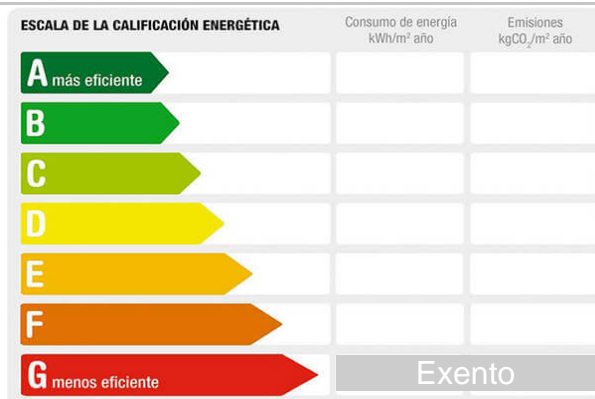 ESCALA DE LA CALIFICACIÓN ENERGÉTICA
Consumo de energía
kWh/m² año
Emisiones
kgCO₂/m² año
A más eficiente
B
C
D
E
F
G menos eficiente
Exento